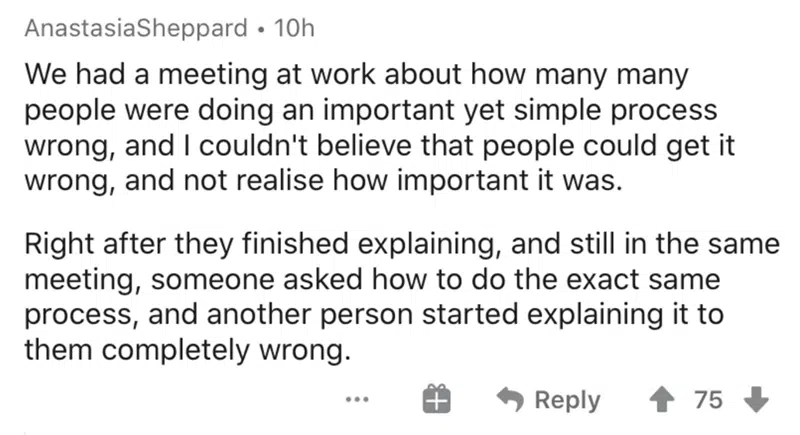 AnastasiaSheppard • 10h
We had a meeting at work about how many many
people were doing an important yet simple process
wrong, and I couldn't believe that people could get it
wrong, and not realise how important it was.
Right after they finished explaining, and still in the same
meeting, someone asked how to do the exact same
process, and another person started explaining it to
them completely wrong.
... Reply 75